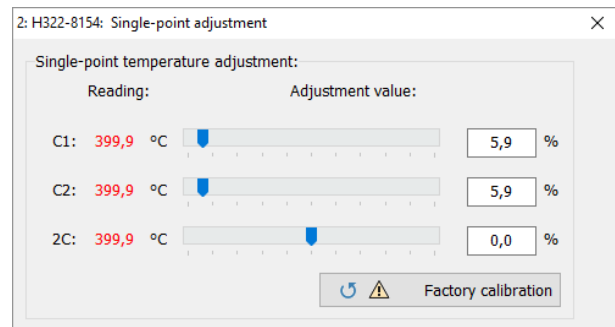 2: H322-8154: Single-point adjustment
Single-point temperature adjustment:
Reading: Adjustment value:
C1: 399,9 °C 5,9 %
C2: 399,9 °C 5,9 %
2C: 399,9 °C 0,0 %
Factory calibration